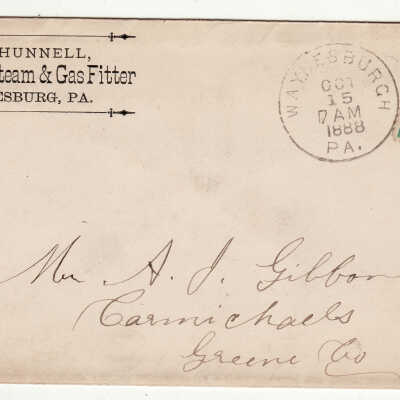 HUNNELL,
team & Gas Fitter
ESBURG, PA.
WAYNESBURGH
OCT
15
7 AM
1888
PA.
Mr A. J. Gibbon
Carmichaels
Greene Co